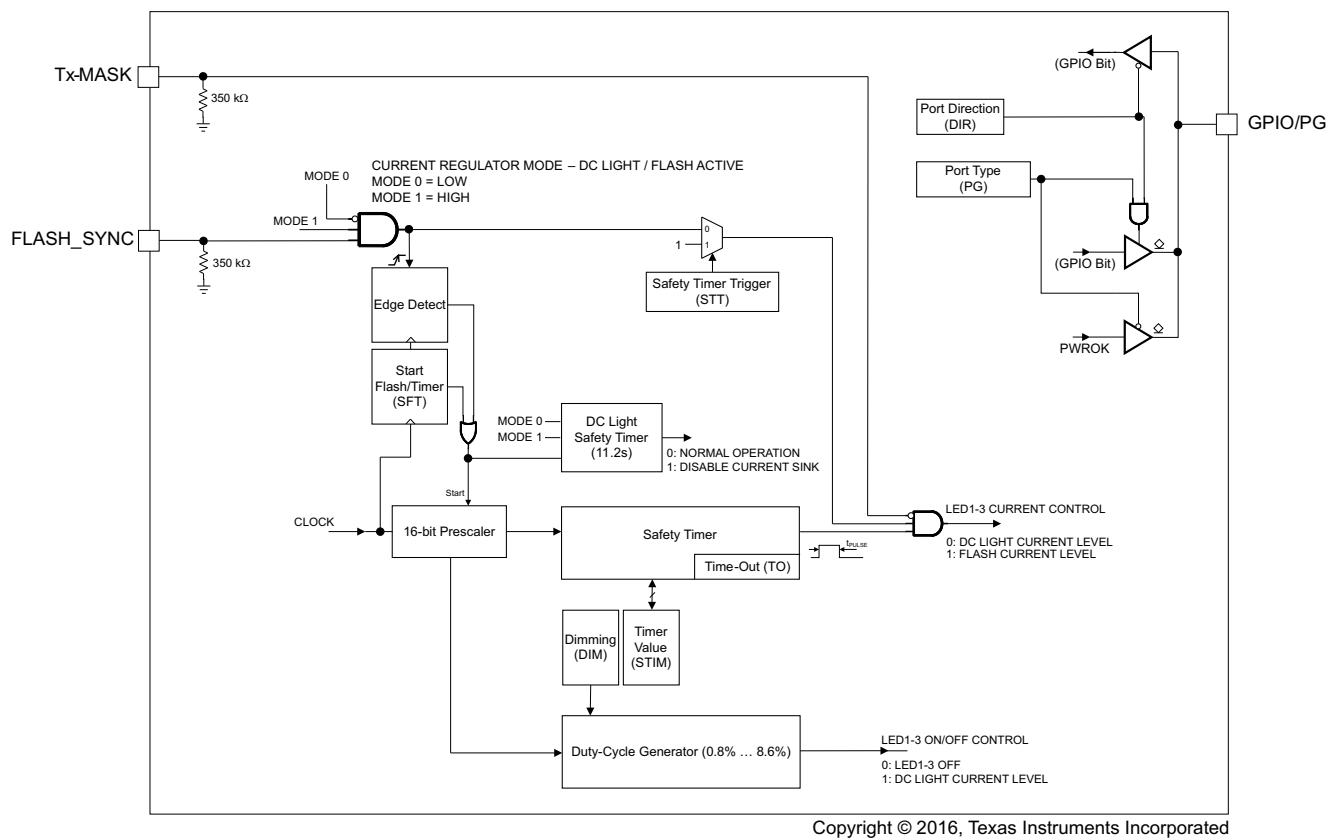 Tx-MASK
350 kΩ
(GPIO Bit)
Port Direction
(DIR)
GPIO/PG
CURRENT REGULATOR MODE – DC LIGHT / FLASH ACTIVE
MODE 0 = LOW
MODE 1 = HIGH
MODE 0
MODE 1
Port Type
(PG)
FLASH_SYNC
350 kΩ
0
1
1
(GPIO Bit)
Safety Timer Trigger
(STT)
Edge Detect
PWROK
Start
Flash/Timer
(SFT)
MODE 0
MODE 1
DC Light
Safety Timer
(11.2s)
0: NORMAL OPERATION
1: DISABLE CURRENT SINK
Start
CLOCK
16-bit Prescaler
Safety Timer
Time-Out (TO)
tPULSE
LED1-3 CURRENT CONTROL
0: DC LIGHT CURRENT LEVEL
1: FLASH CURRENT LEVEL
Dimming
(DIM)
Timer
Value
(STIM)
Duty-Cycle Generator (0.8% ... 8.6%)
LED1-3 ON/OFF CONTROL
0: LED1-3 OFF
1: DC LIGHT CURRENT LEVEL
Copyright © 2016, Texas Instruments Incorporated